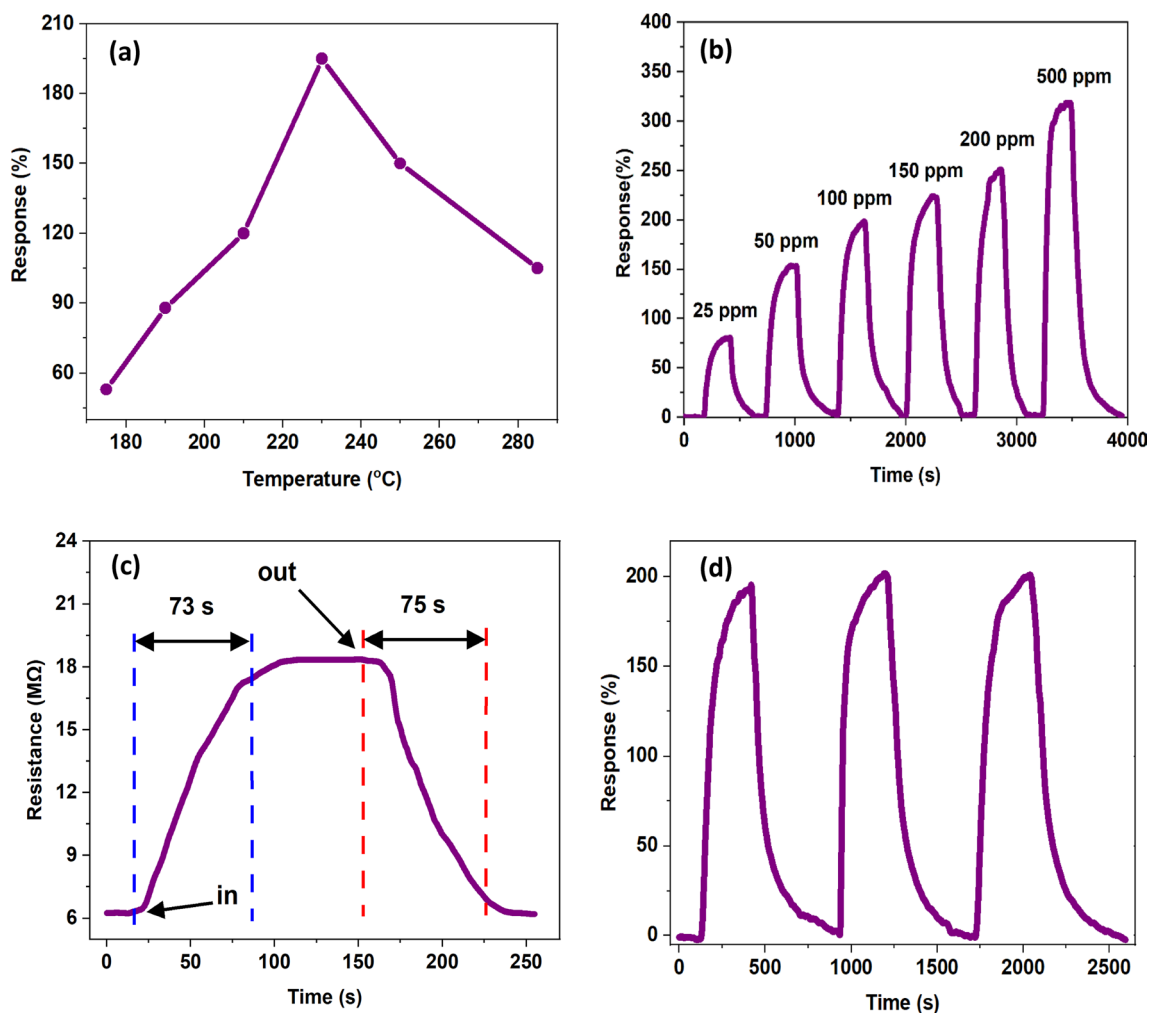 (a)
210
180
150
120
90
60
Response (%)
180 200 220 240 260 280
Temperature (°C)
(b)
400
350
300
250
200
150
100
50
0
Response(%)
25 ppm
50 ppm
100 ppm
150 ppm
200 ppm
500 ppm
0 1000 2000 3000 4000
Time (s)
(c)
24
21
18
15
12
9
6
Resistance (MΩ)
out
73 s
75 s
in
0 50 100 150 200 250
Time (s)
(d)
200
150
100
50
0
Response (%)
0 500 1000 1500 2000 2500
Time (s)